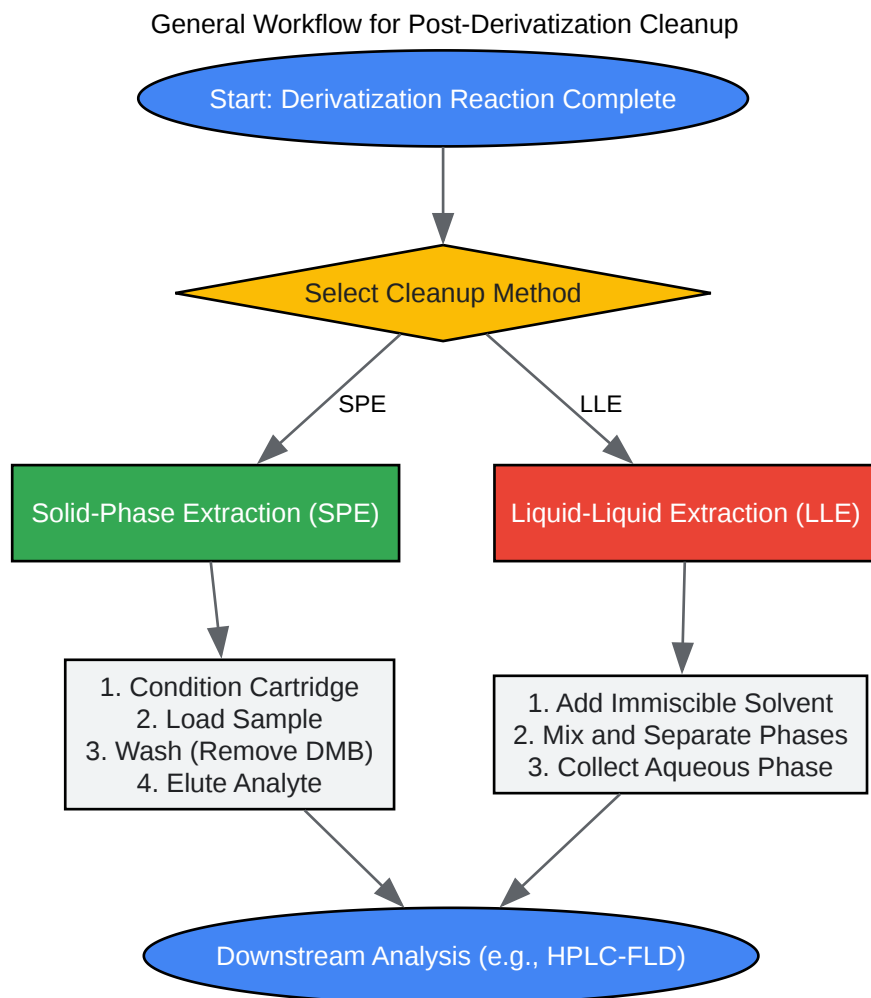 General Workflow for Post-Derivatization Cleanup
Start: Derivatization Reaction Complete
Select Cleanup Method
SPE
LLE
Solid-Phase Extraction (SPE)
Liquid-Liquid Extraction (LLE)
1. Condition Cartridge
2. Load Sample
3. Wash (Remove DMB)
4. Elute Analyte
1. Add Immiscible Solvent
2. Mix and Separate Phases
3. Collect Aqueous Phase
Downstream Analysis (e.g., HPLC-FLD)